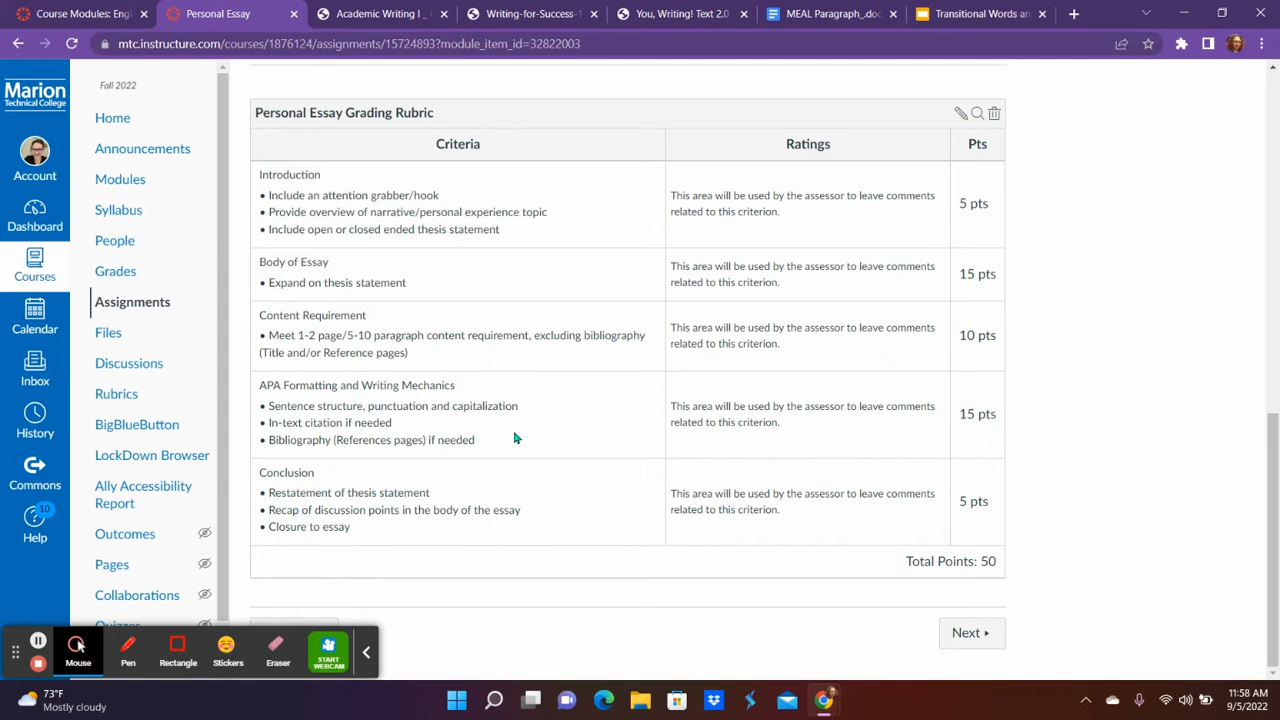 Course Modules: Eng
Personal Essay
Academic Writing I _ 
Writing-for-Success-1
You, Writing! Text 2.0
MEAL Paragraph_.doc
Transitional Words an
mtc.instructure.com/courses/1876124/assignments/15724893?module_item_id=32822003
Marion
Technical College
Account
Dashboard
Courses
Calendar
Inbox
History
Commons
10
Help
Fall 2022
Home
Announcements
Modules
Syllabus
People
Grades
Assignments
Files
Discussions
Rubrics
BigBlueButton
LockDown Browser
Ally Accessibility
Report
Outcomes
Pages
Collaborations
Quizzes
Personal Essay Grading Rubric
Criteria
Ratings
Pts
Introduction
• Include an attention grabber/hook
• Provide overview of narrative/personal experience topic
• Include open or closed ended thesis statement
This area will be used by the assessor to leave comments
related to this criterion.
5 pts
Body of Essay
• Expand on thesis statement
This area will be used by the assessor to leave comments
related to this criterion.
15 pts
Content Requirement
• Meet 1-2 page/5-10 paragraph content requirement, excluding bibliography
(Title and/or Reference pages)
This area will be used by the assessor to leave comments
related to this criterion.
10 pts
APA Formatting and Writing Mechanics
• Sentence structure, punctuation and capitalization
• In-text citation if needed
• Bibliography (References pages) if needed
This area will be used by the assessor to leave comments
related to this criterion.
15 pts
Conclusion
• Restatement of thesis statement
• Recap of discussion points in the body of the essay
• Closure to essay
This area will be used by the assessor to leave comments
related to this criterion.
5 pts
Total Points: 50
Next
Mouse
Pen
Rectangle
Stickers
Eraser
START
WEBCAM
73°F
Mostly cloudy
11:58 AM
9/5/2022